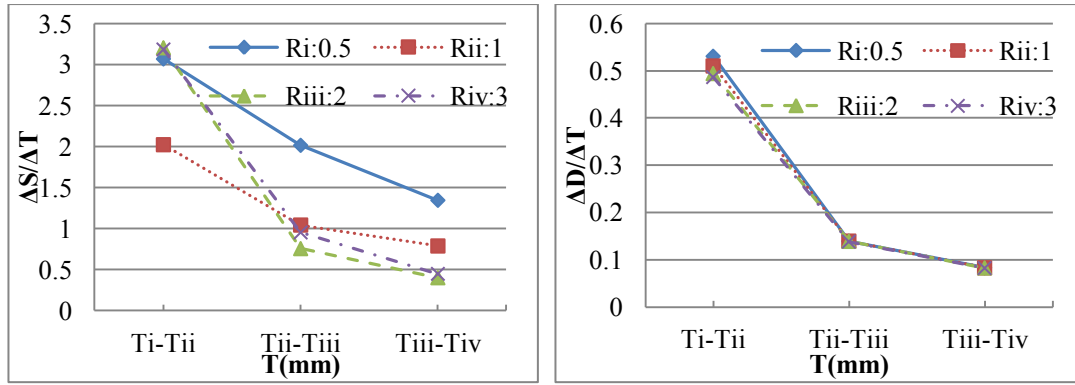 3.5
3
2.5
2
1.5
1
0.5
0
ΔS/ΔT
Ri:0.5 Rii:1
Riii:2 Riv:3
Ti-Tii Tii-Tiii Tiii-Tiv
T(mm)
0.6
0.5
0.4
0.3
0.2
0.1
0
ΔD/ΔT
Ri:0.5 Rii:1
Riii:2 Riv:3
Ti-Tii Tii-Tiii Tiii-Tiv
T(mm)